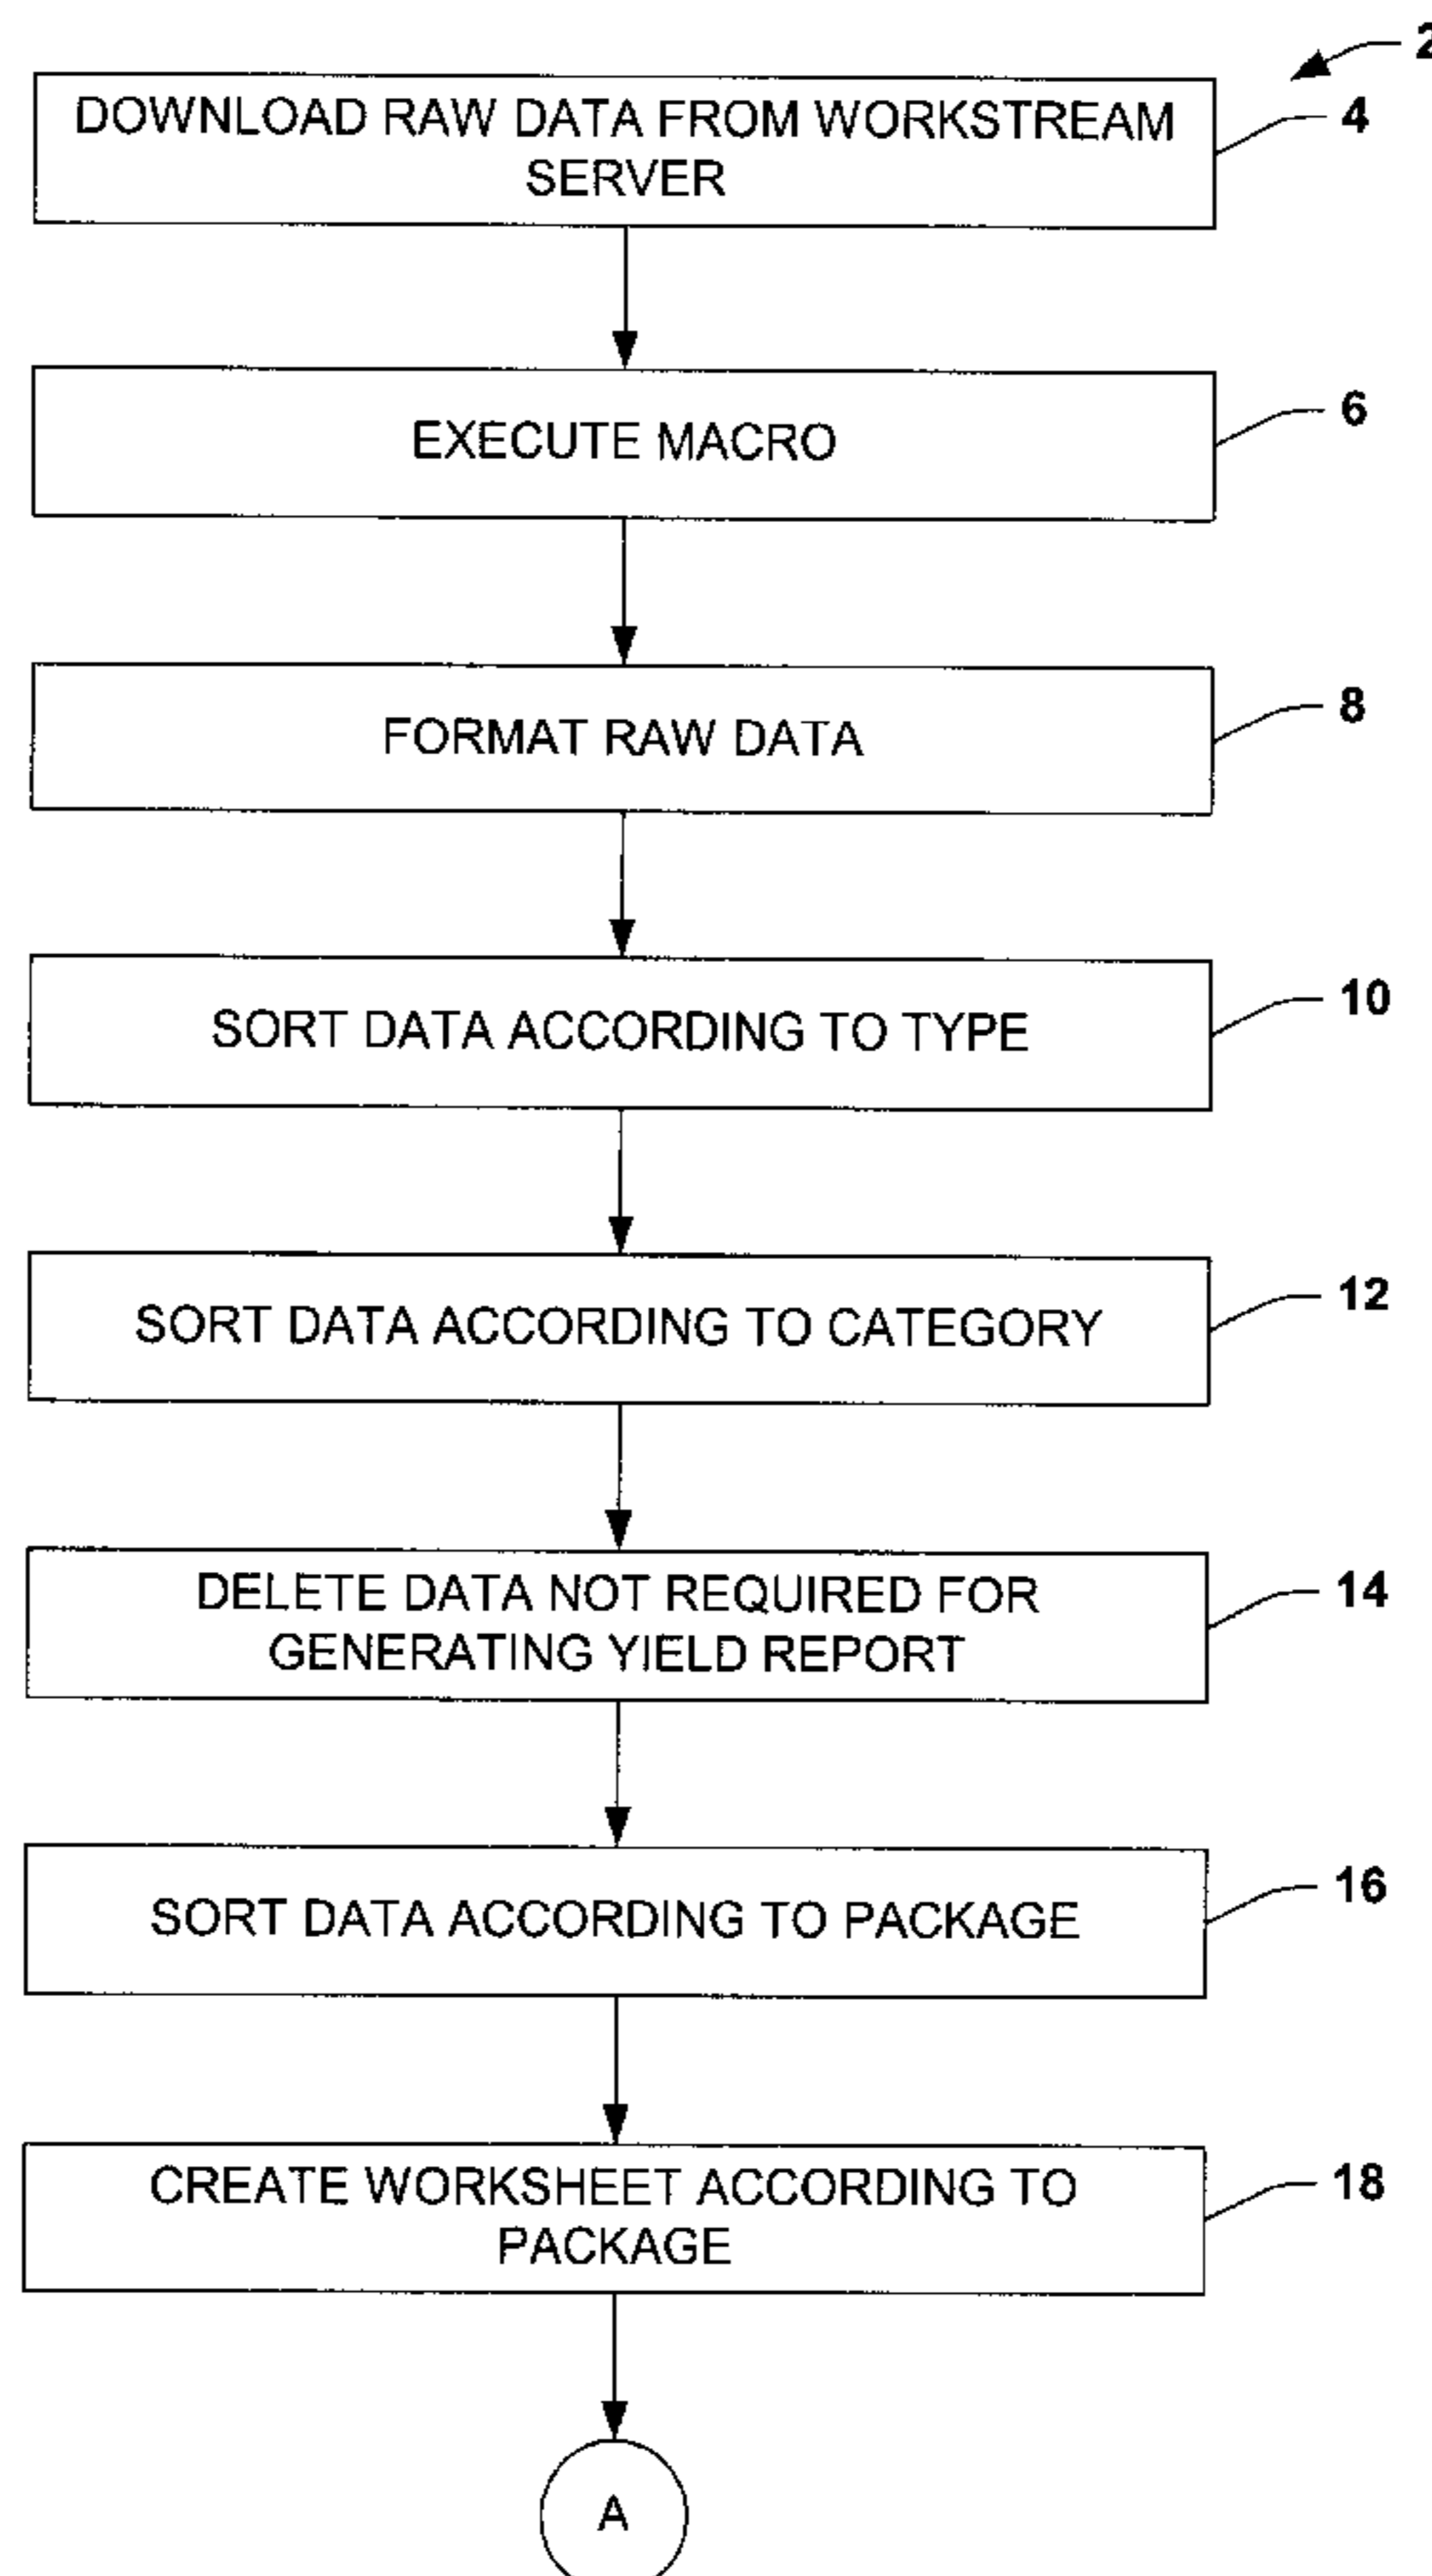 2
DOWNLOAD RAW DATA FROM WORKSTREAM
SERVER
4
EXECUTE MACRO
6
FORMAT RAW DATA
8
SORT DATA ACCORDING TO TYPE
10
SORT DATA ACCORDING TO CATEGORY
12
DELETE DATA NOT REQUIRED FOR
GENERATING YIELD REPORT
14
SORT DATA ACCORDING TO PACKAGE
16
CREATE WORKSHEET ACCORDING TO
PACKAGE
18
A